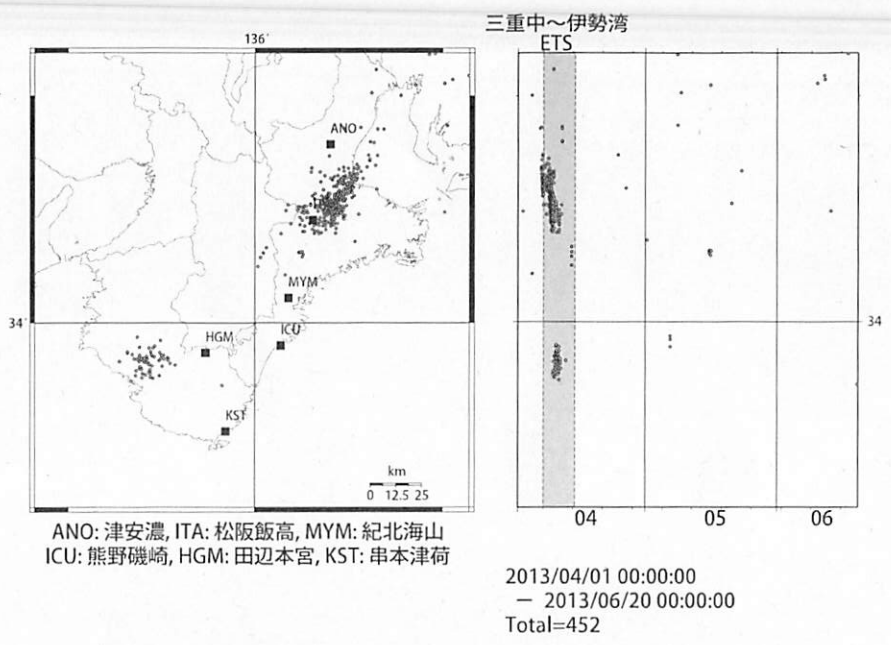 三重中~伊勢湾
ETS
136°
ANO
MYM
ICU
HGM
KST
34°
34
km
0 12.5 25
04 05 06
ANO: 津安濃, ITA: 松阪飯高, MYM: 紀北海山
ICU: 熊野磯崎, HGM: 田辺本宮, KST: 串本津荷
2013/04/01 00:00:00
— 2013/06/20 00:00:00
Total=452